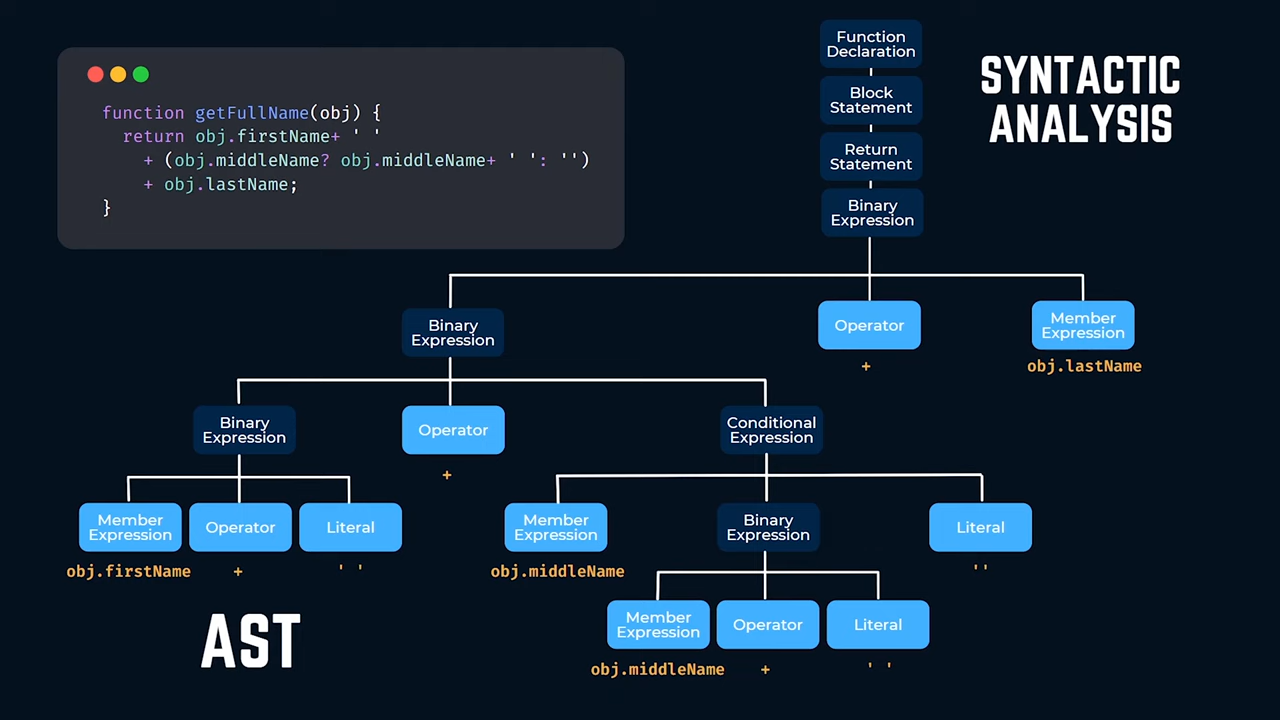 function getFullName(obj) {
return obj.firstName+ ' '
+ (obj.middleName? obj.middleName+ ' ': '')
+ obj.lastName;
}
SYNTACTIC
ANALYSIS
Function
Declaration
Block
Statement
Return
Statement
Binary
Expression
Binary
Expression
Operator
+
Member
Expression
obj.lastName
Binary
Expression
Operator
+
Conditional
Expression
Member
Expression
obj.firstName
Operator
+
Literal
' '
Member
Expression
obj.middleName
Binary
Expression
Literal
''
Member
Expression
obj.middleName
Operator
+
Literal
' '
AST